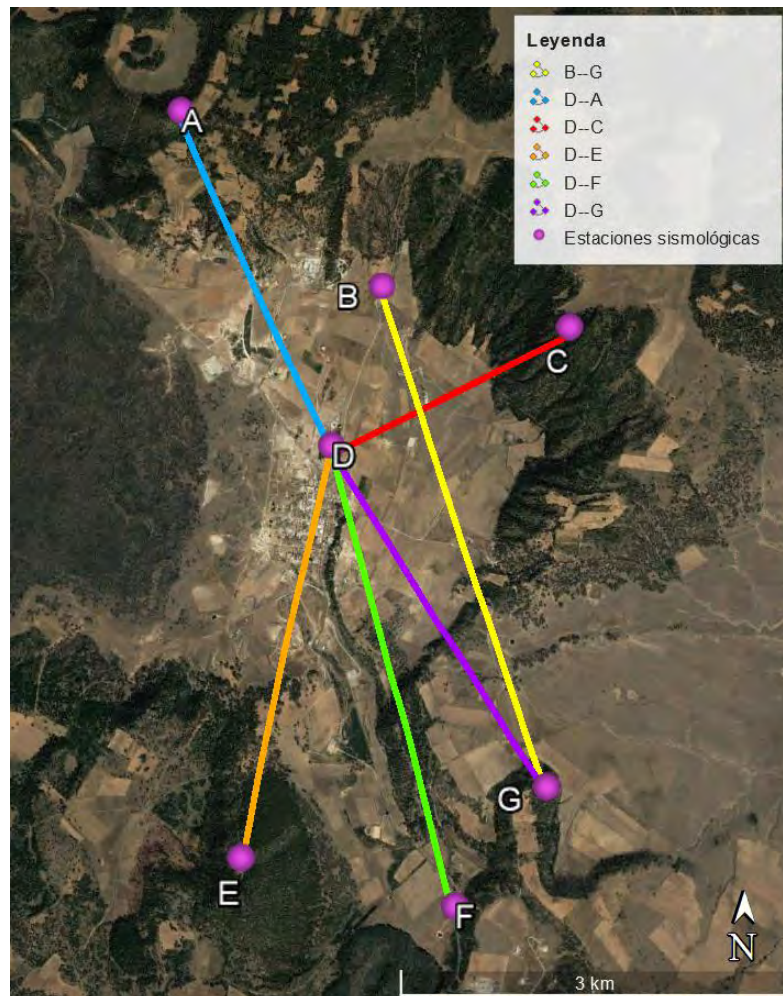 Leyenda
B--G
D--A
D--C
D--E
D--F
D--G
Estaciones sismológicas
A
B
C
D
G
E
F
N
3 km